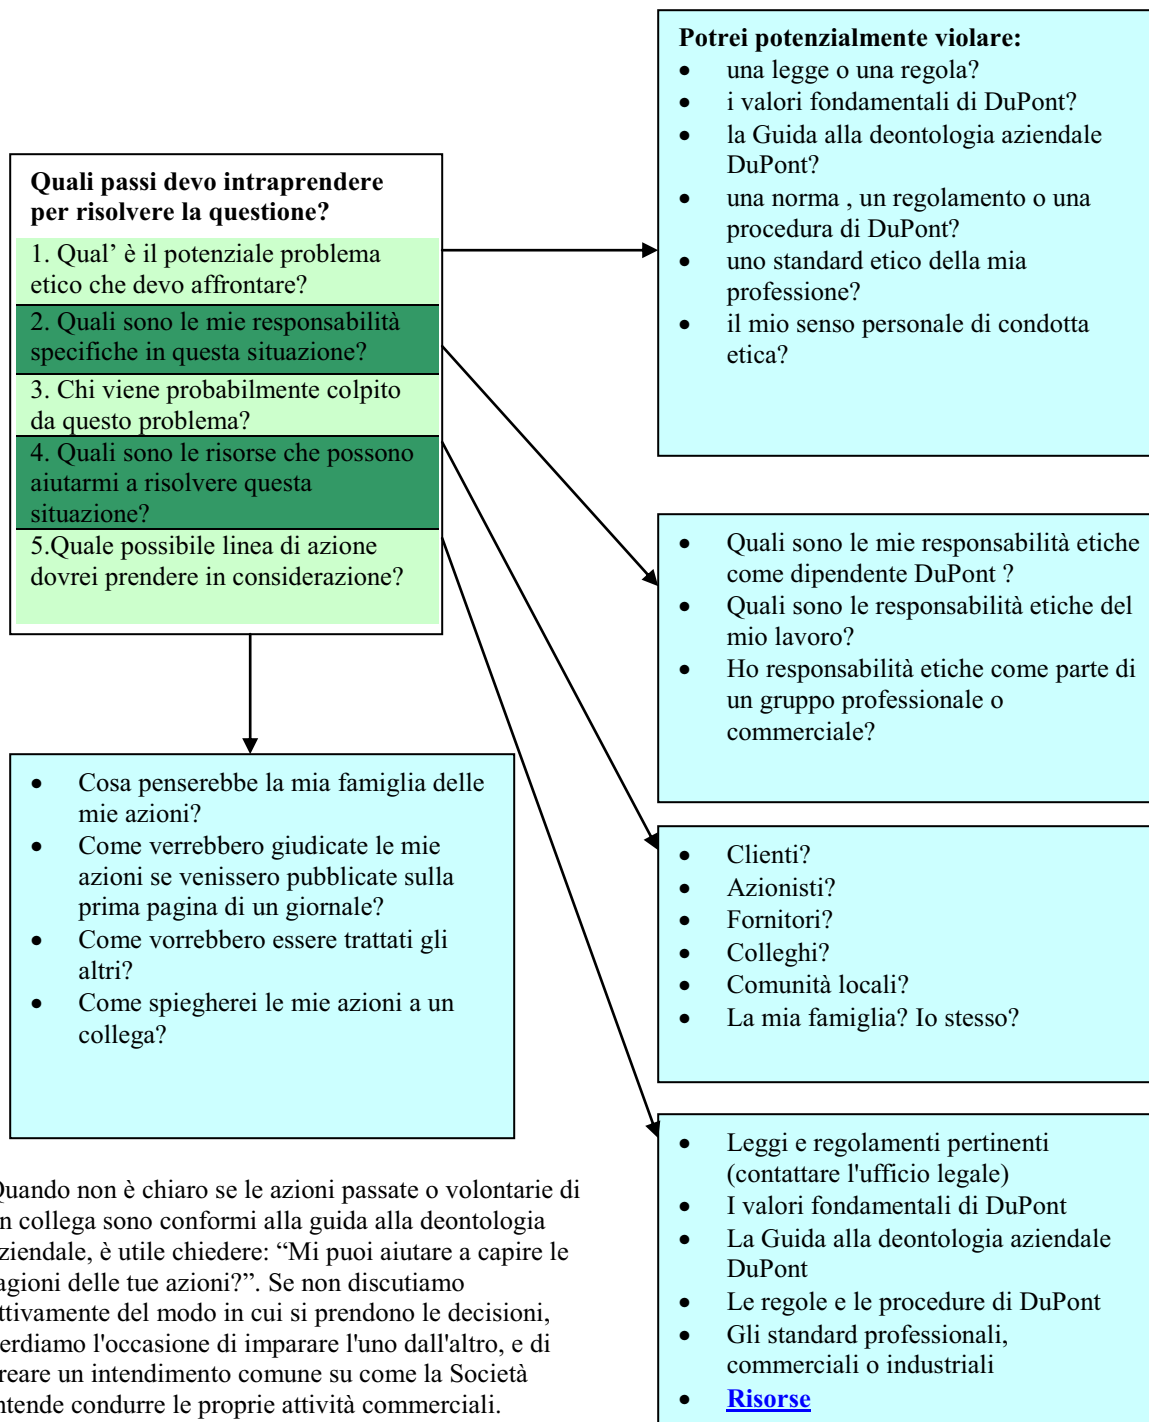 Quali passi devo intraprendere
per risolvere la questione?
1. Qual’ è il potenziale problema
etico che devo affrontare?
2. Quali sono le mie responsabilità
specifiche in questa situazione?
3. Chi viene probabilmente colpito
da questo problema?
4. Quali sono le risorse che possono
aiutarmi a risolvere questa
situazione?
5.Quale possibile linea di azione
dovrei prendere in considerazione?
Potrei potenzialmente violare:
• una legge o una regola?
• i valori fondamentali di DuPont?
• la Guida alla deontologia aziendale
DuPont?
• una norma , un regolamento o una
procedura di DuPont?
• uno standard etico della mia
professione?
• il mio senso personale di condotta
etica?
• Quali sono le mie responsabilità etiche
come dipendente DuPont ?
• Quali sono le responsabilità etiche del
mio lavoro?
• Ho responsabilità etiche come parte di
un gruppo professionale o
commerciale?
• Clienti?
• Azionisti?
• Fornitori?
• Colleghi?
• Comunità locali?
• La mia famiglia? Io stesso?
• Leggi e regolamenti pertinenti
(contattare l'ufficio legale)
• I valori fondamentali di DuPont
• La Guida alla deontologia aziendale
DuPont
• Le regole e le procedure di DuPont
• Gli standard professionali,
commerciali o industriali
• Risorse
• Cosa penserebbe la mia famiglia delle
mie azioni?
• Come verrebbero giudicate le mie
azioni se venissero pubblicate sulla
prima pagina di un giornale?
• Come vorrebbero essere trattati gli
altri?
• Come spiegherei le mie azioni a un
collega?
Quando non è chiaro se le azioni passate o volontarie di
n collega sono conformi alla guida alla deontologia
ziendale, è utile chiedere: “Mi puoi aiutare a capire le
agioni delle tue azioni?”. Se non discutiamo
ttivamente del modo in cui si prendono le decisioni,
erdiamo l'occasione di imparare l'uno dall'altro, e di
reare un intendimento comune su come la Società
ntende condurre le proprie attività commerciali.